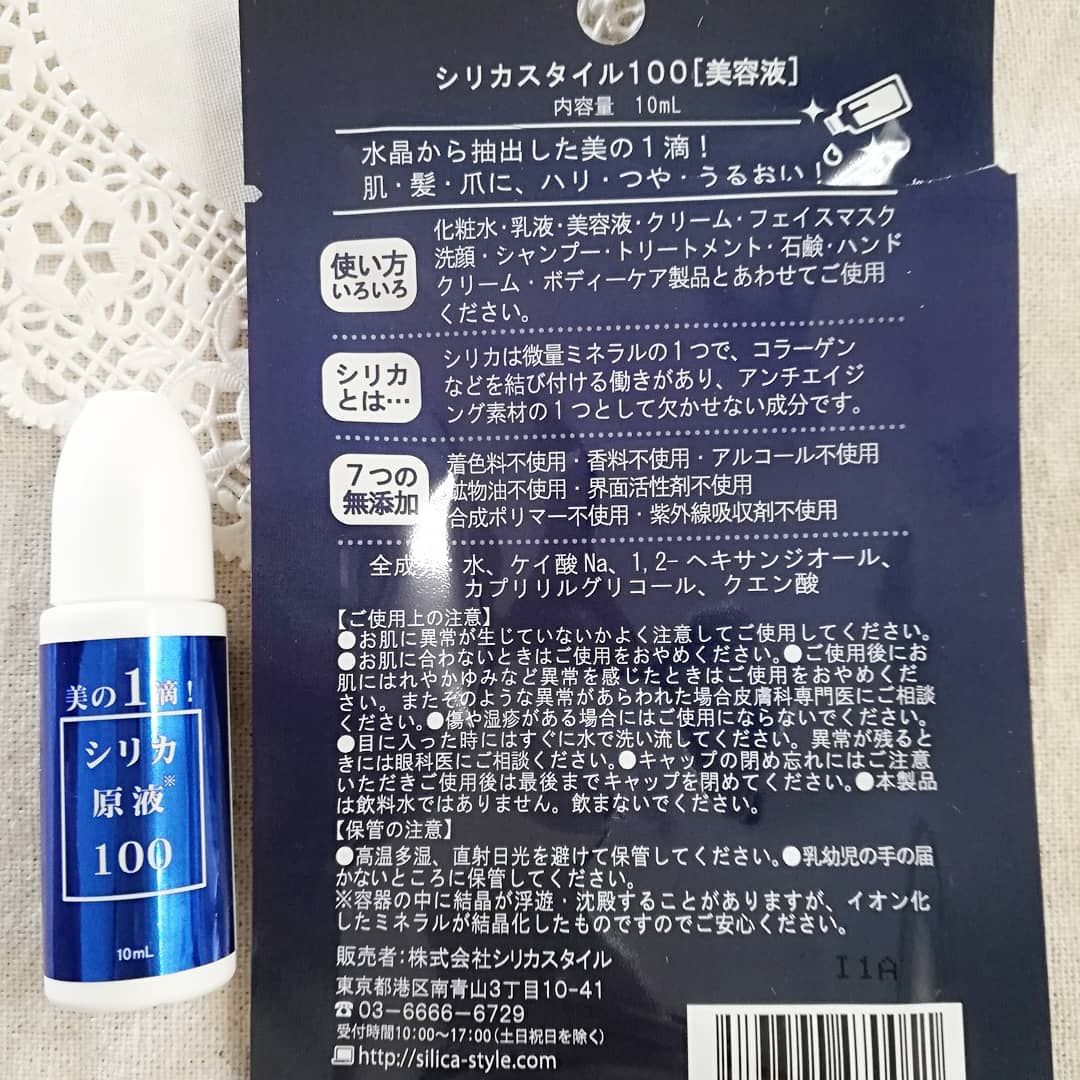 シリカスタイル100[美容液]
内容量 10mL
水晶から抽出した美の1滴!
肌・髪・爪に、ハリ・つや・うるおい!
使い方
いろいろ
化粧水・乳液・美容液・クリーム・フェイスマスク
洗顔・シャンプー・トリートメント・石鹸・ハンド
クリーム・ボディーケア製品とあわせてご使用
ください。
シリカ
とは…
シリカは微量ミネラルの1つで、コラーゲン
などを結び付ける働きがあり、アンチエイジ
ング素材の1つとして欠かせない成分です。
7つの
無添加
着色料不使用・香料不使用・アルコール不使用
鉱物油不使用・界面活性剤不使用
合成ポリマー不使用・紫外線吸収剤不使用
全成 : 水、ケイ酸Na、1,2-ヘキサンジオール、
カプリリルグリコール、クエン酸
【ご使用上の注意】
●お肌に異常が生じていないかよく注意してご使用してください。
●お肌に合わないときはご使用をおやめください。●ご使用後にお
肌にはれやかゆみなど異常を感じたときはご使用をおやめくだ
さい。またそのような異常があらわれた場合皮膚科専門医にご相談
ください。●傷や湿疹がある場合にはご使用にならないでください。
●目に入った時にはすぐに水で洗い流してください。異常が残ると
きには眼科医にご相談ください。●キャップの閉め忘れにはご注意
いただきご使用後は最後までキャップを閉めてください。●本製品
は飲料水ではありません。飲まないでください。
【保管の注意】
●高温多湿、直射日光を避けて保管してください。●乳幼児の手の届
かないところに保管してください。
※容器の中に結晶が浮遊・沈殿することがありますが、イオン化
したミネラルが結晶化したものですのでご安心ください。
販売者:株式会社シリカスタイル
東京都港区南青山3丁目10-41
☎03-6666-6729
受付時間10:00〜17:00(土日祝日を除く)
http://silica-style.com
I1A
美の1滴!
シリカ
原液※
100
10mL